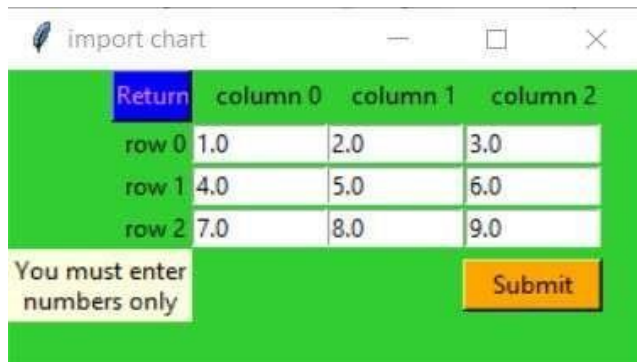 import chart
Return column 0 column 1 column 2
row 0 1.0 2.0 3.0
row 1 4.0 5.0 6.0
row 2 7.0 8.0 9.0
You must enter
numbers only
Submit